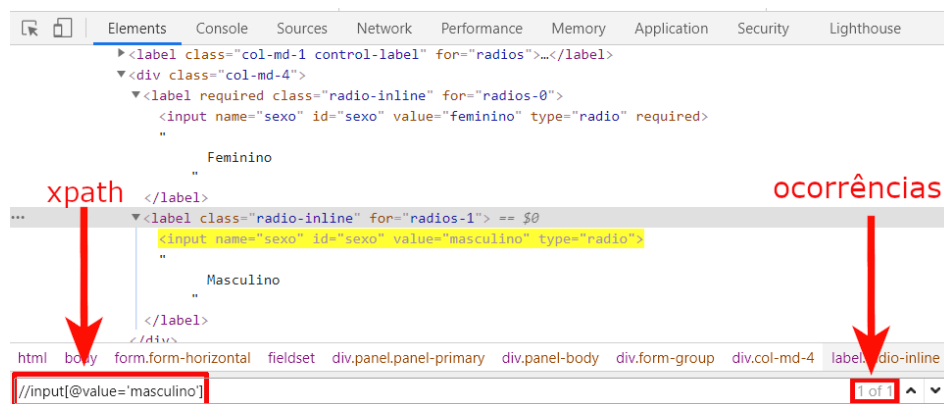 Elements Console Sources Network Performance Memory Application Security Lighthouse
<label class="col-md-1 control-label" for="radios">…</label>
<div class="col-md-4">
<label required class="radio-inline" for="radios-0">
<input name="sexo" id="sexo" value="feminino" type="radio" required>
"
Feminino
"
</label>
xpath
ocorrências
... <label class="radio-inline" for="radios-1"> == $0
<input name="sexo" id="sexo" value="masculino" type="radio">
"
Masculino
"
</label>
</div>
html body form.form-horizontal fieldset div.panel.panel-primary div.panel-body div.form-group div.col-md-4 label.radio-inline
//input[@value='masculino'] 1 of 1